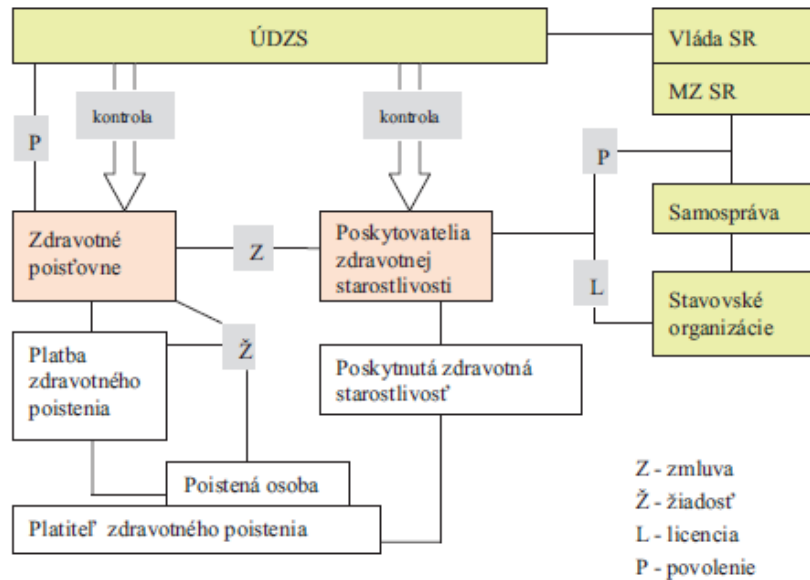 ÚDZS
Vláda SR
MZ SR
P
kontrola
kontrola
P
Zdravotné
poisťovne
Z
Poskytovatelia
zdravotnej
starostlivosti
Samospráva
L
Stavovské
organizácie
Platba
zdravotného
poistenia
Ž
Poskytnutá zdravotná
starostlivosť
Poistená osoba
Platiteľ zdravotného poistenia
Z - zmluva
Ž - žiadosť
L - licencia
P - povolenie